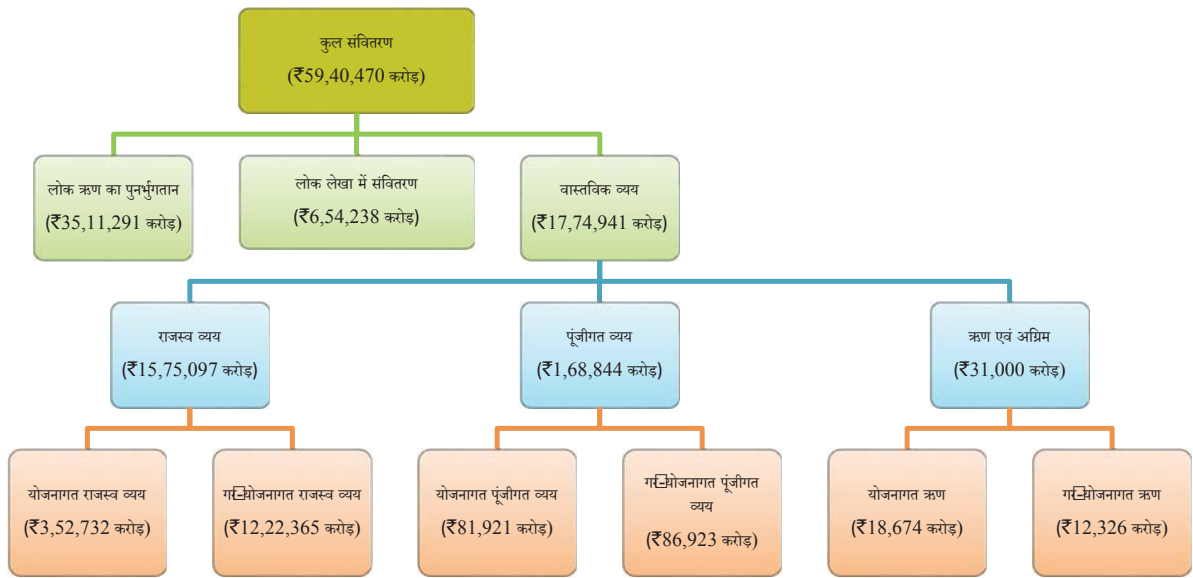 कुल संवितरण
(₹59,40,470 करोड़)
लोक ऋण का पुनर्भुगतान
(₹35,11,291 करोड़)
लोक लेखा में संवितरण
(₹6,54,238 करोड़)
वास्तविक व्यय
(₹17,74,941 करोड़)
राजस्व व्यय
(₹15,75,097 करोड़)
पूंजीगत व्यय
(₹1,68,844 करोड़)
ऋण एवं अग्रिम
(₹31,000 करोड़)
योजनागत राजस्व व्यय
(₹3,52,732 करोड़)
गर-योजनागत राजस्व व्यय
(₹12,22,365 करोड़)
योजनागत पूंजीगत व्यय
(₹81,921 करोड़)
गर-योजनागत पूंजीगत
व्यय
(₹86,923 करोड़)
योजनागत ऋण
(₹18,674 करोड़)
गर-योजनागत ऋण
(₹12,326 करोड़)